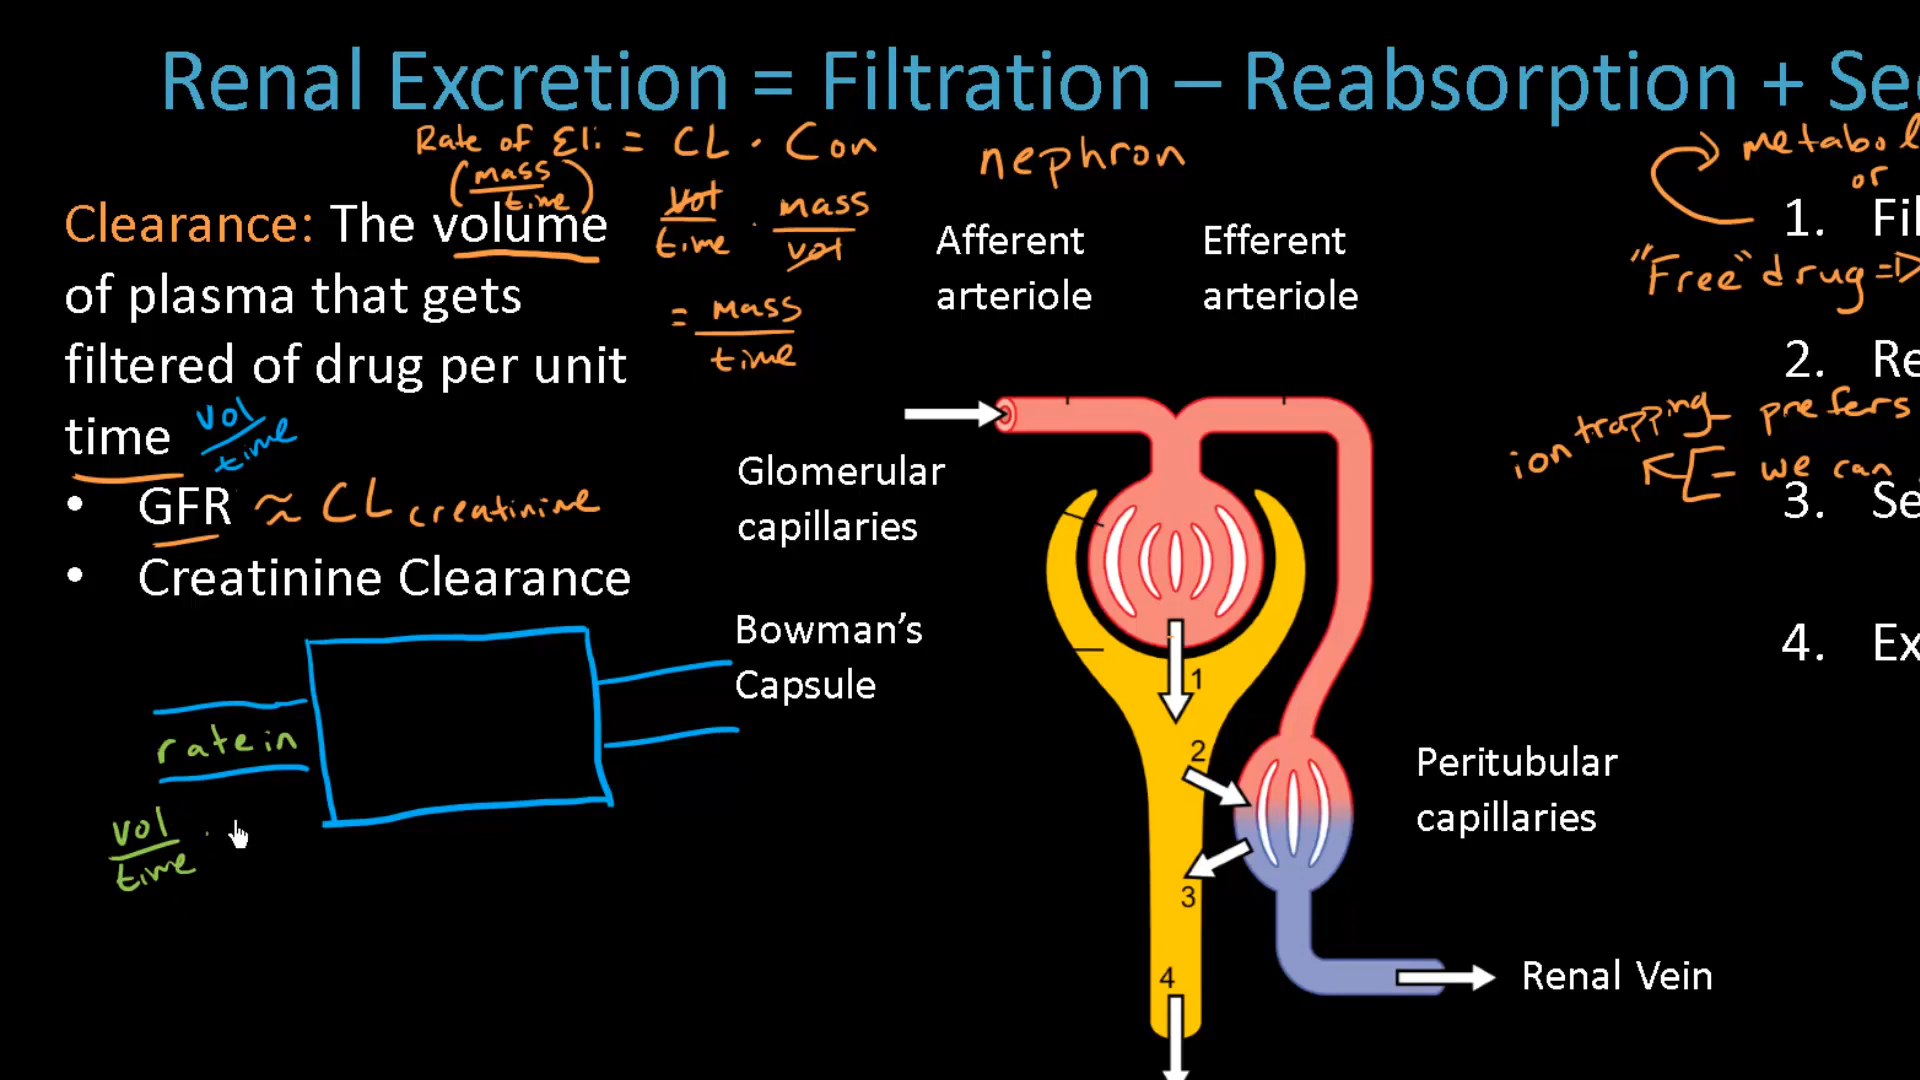 Renal Excretion = Filtration – Reabsorption + Se
Rate of Eli = CL · Con
(mass/time)
vol/time · mass/vol
= mass/time
nephron
Clearance: The volume
of plasma that gets
filtered of drug per unit
time vol/time
• GFR ≈ CL creatinine
• Creatinine Clearance
rate in
vol/time ·
Afferent
arteriole
Efferent
arteriole
Glomerular
capillaries
Bowman’s
Capsule
1
2
3
4
Peritubular
capillaries
Renal Vein
metabol
or
1. Fil
"Free" drug =>
2. Re
ion trapping
prefers
we can
3. Se
4. Ex